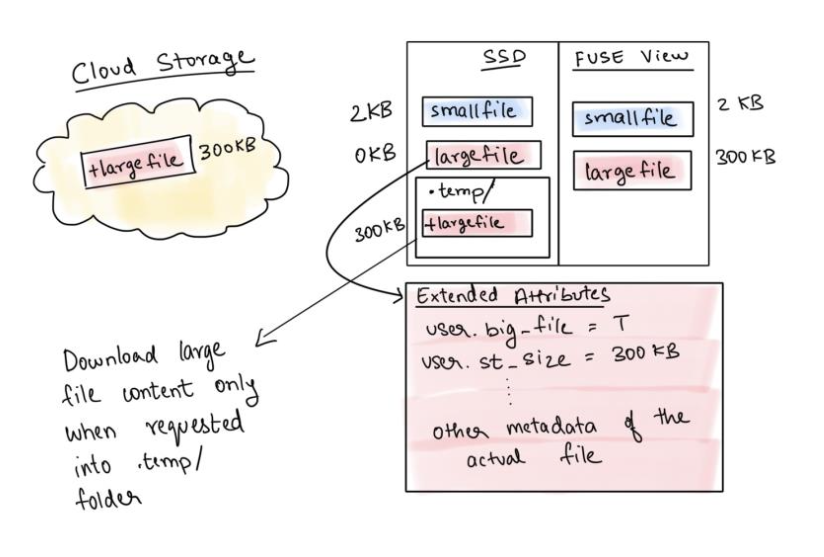 Cloud Storage
+largefile
300KB
SSD
FUSE View
2KB
smallfile
smallfile
2 KB
0KB
largefile
largefile
300KB
.temp/
300KB
+largefile
Extended Attributes
user.big_file = T
user.st_size = 300 KB
other metadata of the
actual file
Download large
file content only
when requested
into .temp/
folder